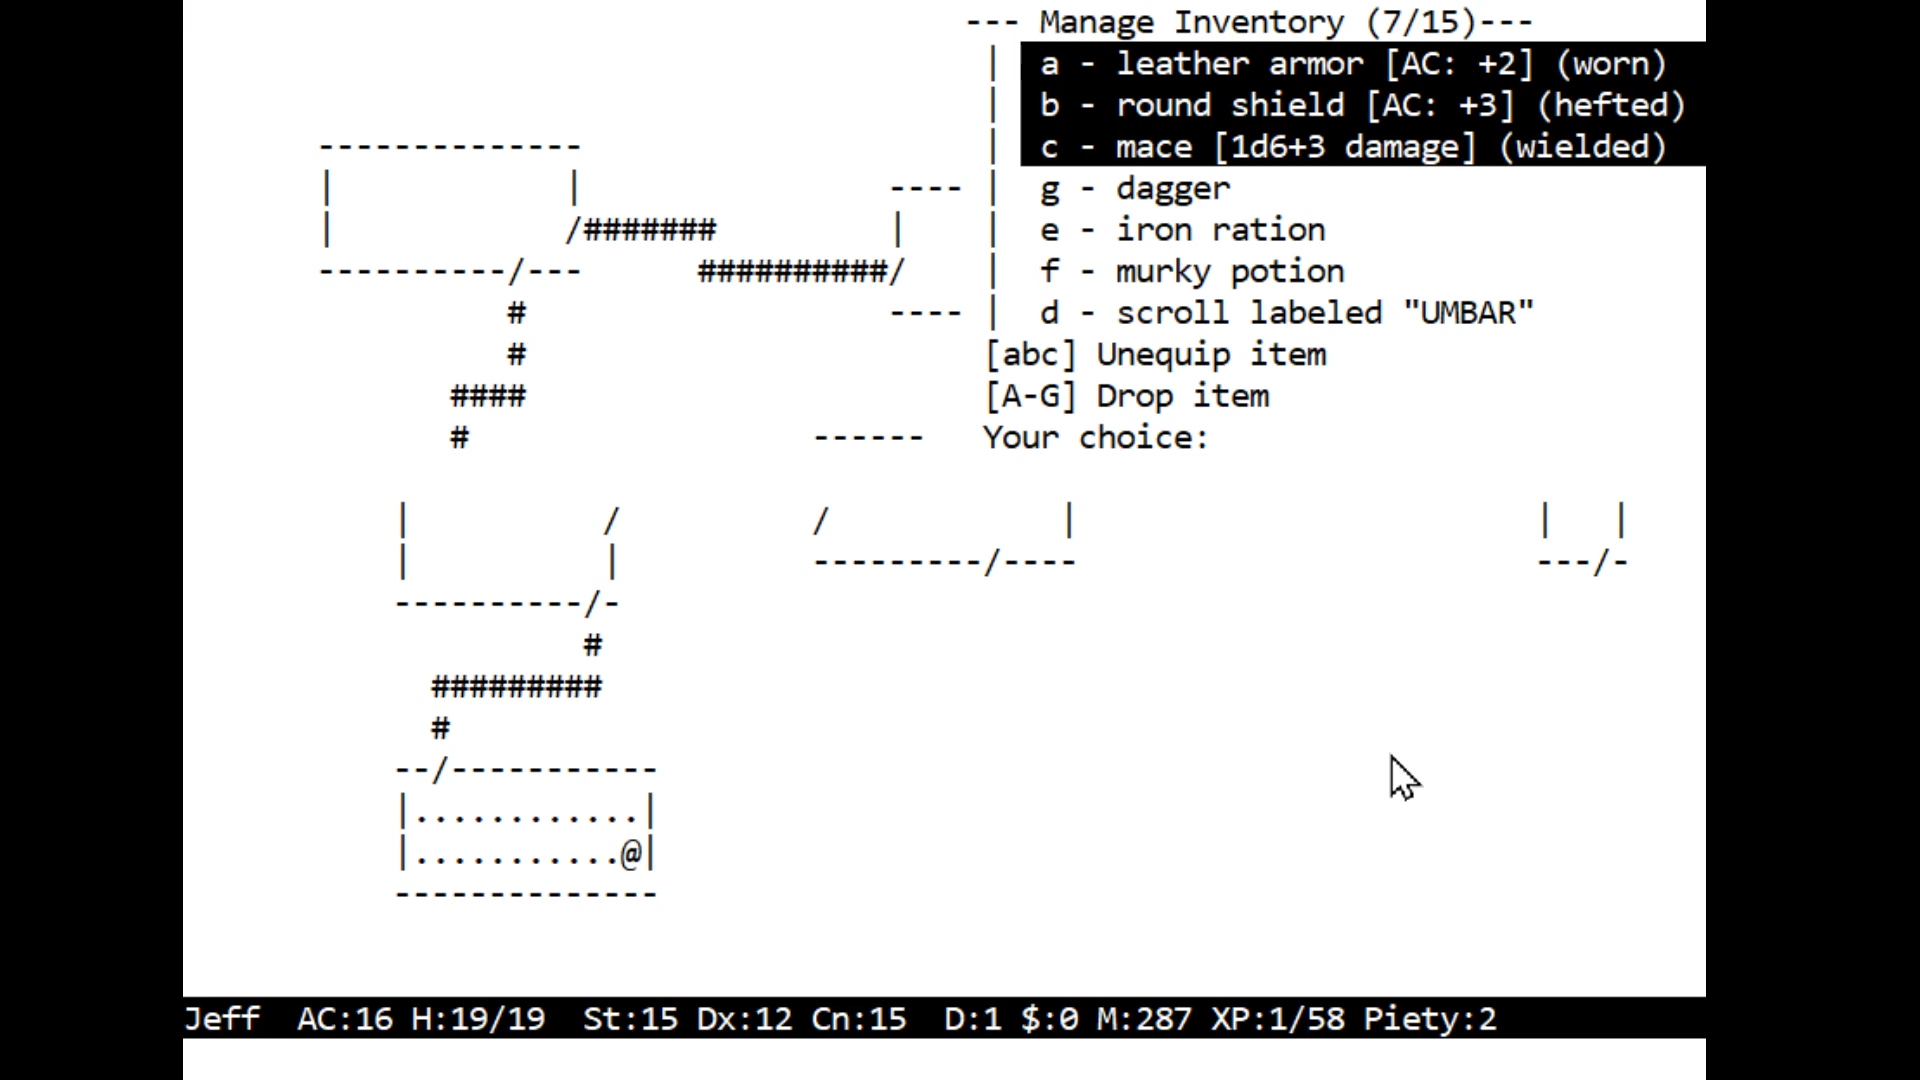 --- Manage Inventory (7/15)---
a - leather armor [AC: +2] (worn)
b - round shield [AC: +3] (hefted)
c - mace [1d6+3 damage] (wielded)
g - dagger
e - iron ration
f - murky potion
d - scroll labeled "UMBAR"
[abc] Unequip item
[A-G] Drop item
Your choice:
@
Jeff AC:16 H:19/19 St:15 Dx:12 Cn:15 D:1 $:0 M:287 XP:1/58 Piety:2